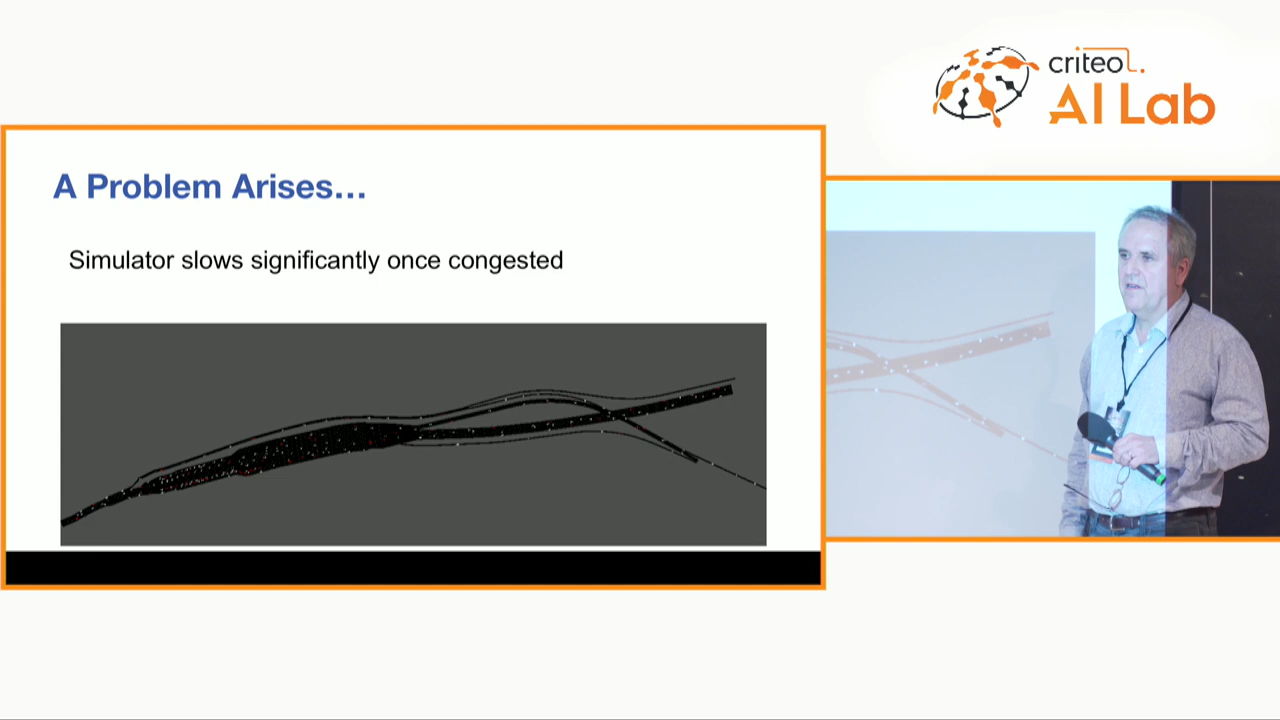 criteo
AI Lab
A Problem Arises...
Simulator slows significantly once congested